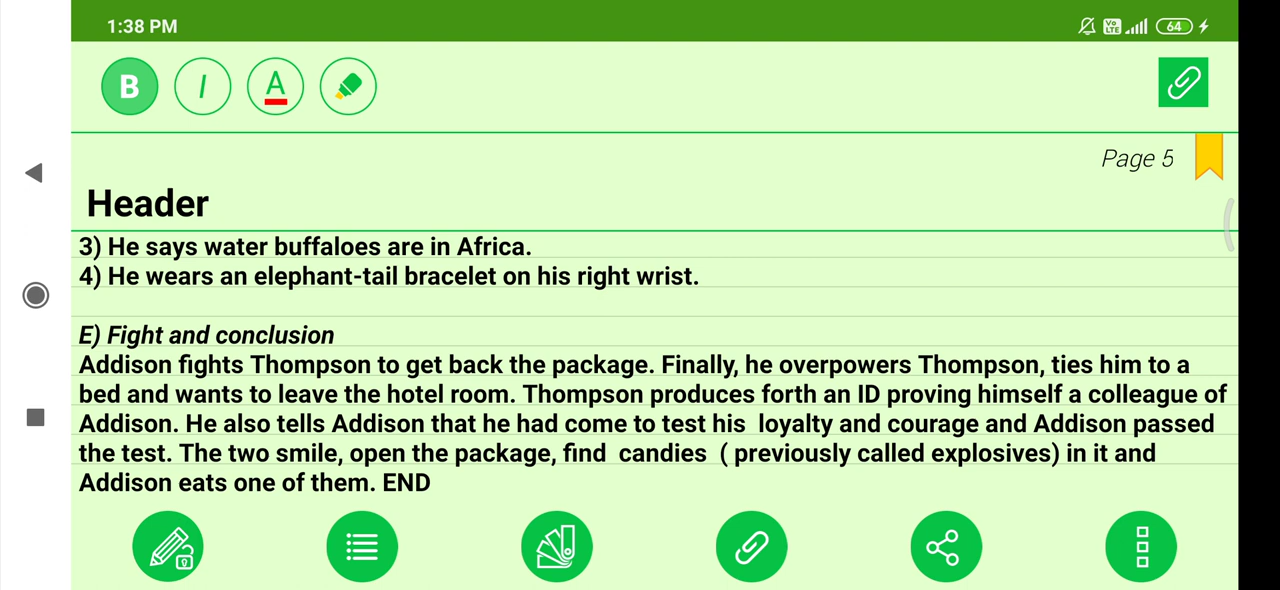 1:38 PM
Vo
LTE
64
B
I
A
Page 5
Header
3) He says water buffaloes are in Africa.
4) He wears an elephant-tail bracelet on his right wrist.
E) Fight and conclusion
Addison fights Thompson to get back the package. Finally, he overpowers Thompson, ties him to a
bed and wants to leave the hotel room. Thompson produces forth an ID proving himself a colleague of
Addison. He also tells Addison that he had come to test his  loyalty and courage and Addison passed
the test. The two smile, open the package, find  candies  ( previously called explosives) in it and
Addison eats one of them. END